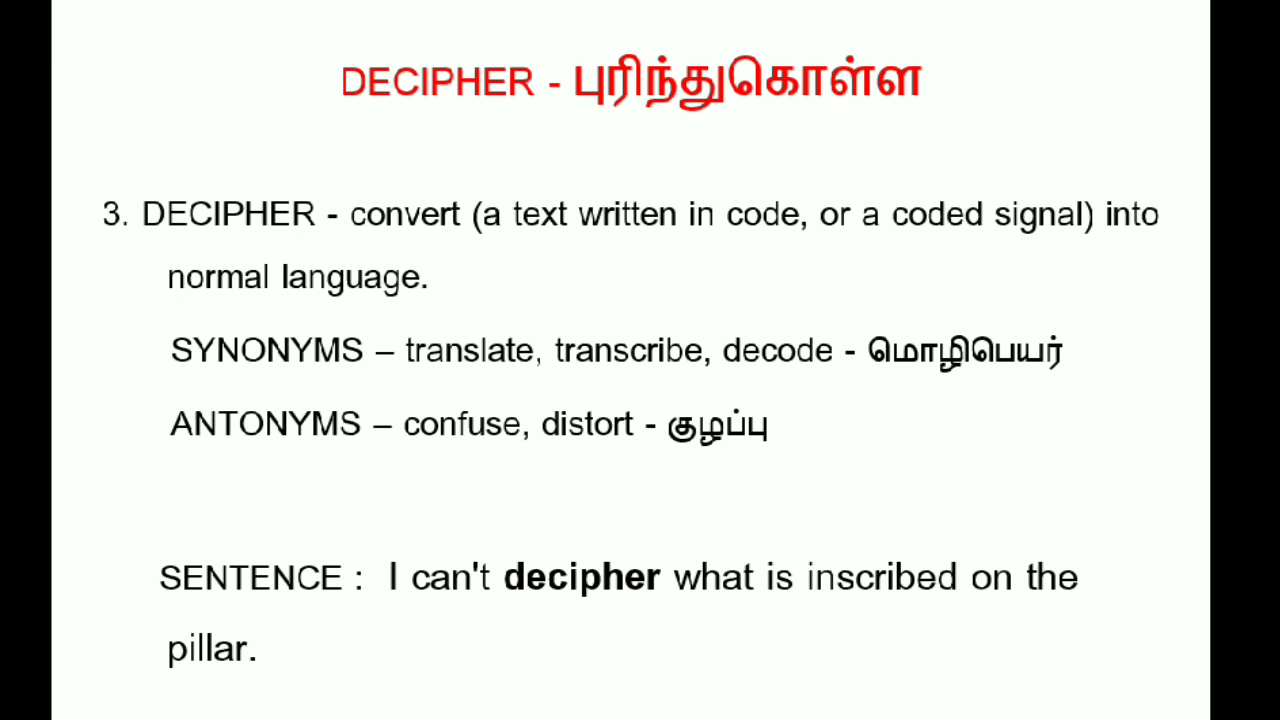 DECIPHER - புரிந்துகொள்ள
3. DECIPHER - convert (a text written in code, or a coded signal) into
normal language.
SYNONYMS – translate, transcribe, decode - மொழிபெயர்
ANTONYMS – confuse, distort - குழப்பு
SENTENCE : I can't decipher what is inscribed on the
pillar.